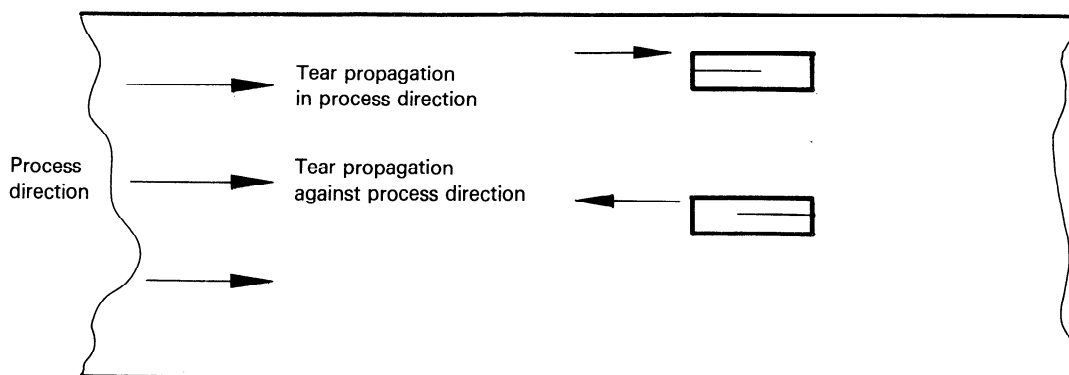 Tear propagation
in process direction
Process
direction
Tear propagation
against process direction